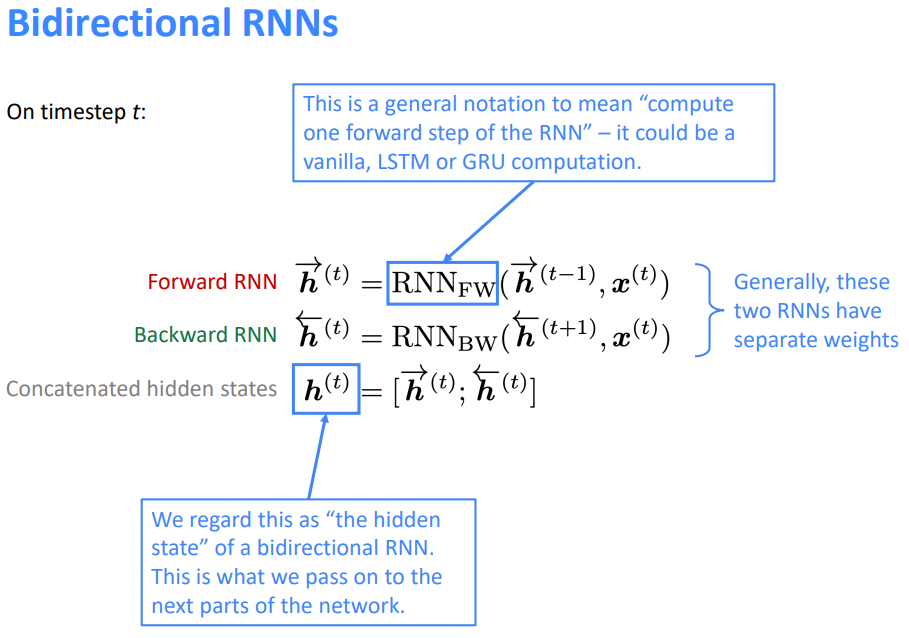 Bidirectional RNNs
On timestep t:
This is a general notation to mean “compute
one forward step of the RNN” – it could be a
vanilla, LSTM or GRU computation.
Forward RNN $\overrightarrow{\boldsymbol{h}}^{(t)} = \mathrm{RNN_{FW}}(\overrightarrow{\boldsymbol{h}}^{(t-1)}, \boldsymbol{x}^{(t)})$
Backward RNN $\overleftarrow{\boldsymbol{h}}^{(t)} = \mathrm{RNN_{BW}}(\overleftarrow{\boldsymbol{h}}^{(t+1)}, \boldsymbol{x}^{(t)})$
Generally, these
two RNNs have
separate weights
Concatenated hidden states $\boldsymbol{h}^{(t)} = [\overrightarrow{\boldsymbol{h}}^{(t)}; \overleftarrow{\boldsymbol{h}}^{(t)}]$
We regard this as “the hidden
state” of a bidirectional RNN.
This is what we pass on to the
next parts of the network.